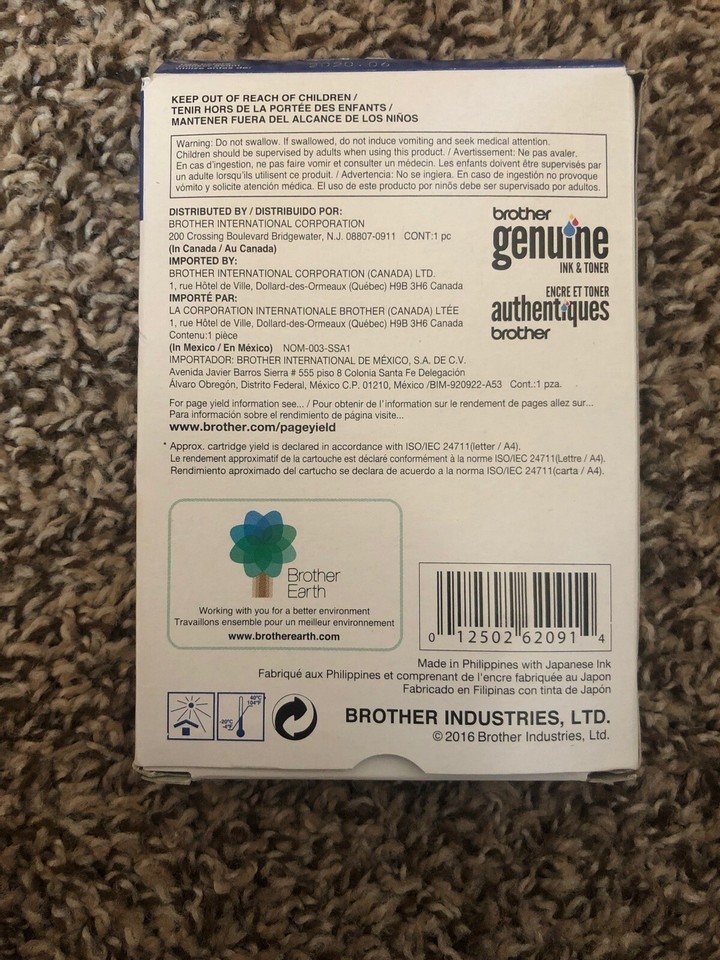 2020.06
KEEP OUT OF REACH OF CHILDREN /
TENIR HORS DE LA PORTÉE DES ENFANTS /
MANTENER FUERA DEL ALCANCE DE LOS NIÑOS
Warning: Do not swallow. If swallowed, do not induce vomiting and seek medical attention.
Children should be supervised by adults when using this product. / Avertissement: Ne pas avaler.
En cas d'ingestion, ne pas faire vomir et consulter un médecin. Les enfants doivent être supervisés par
un adulte lorsqu'ils utilisent ce produit. / Advertencia: No se ingiera. En caso de ingestión no provoque
vómito y solicite atención médica. El uso de este producto por niños debe ser supervisado por adultos.
DISTRIBUTED BY / DISTRIBUIDO POR:
BROTHER INTERNATIONAL CORPORATION
200 Crossing Boulevard Bridgewater, N.J. 08807-0911 CONT:1 pc
(In Canada / Au Canada)
IMPORTED BY:
BROTHER INTERNATIONAL CORPORATION (CANADA) LTD.
1, rue Hôtel de Ville, Dollard-des-Ormeaux (Québec) H9B 3H6 Canada
IMPORTÉ PAR:
LA CORPORATION INTERNATIONALE BROTHER (CANADA) LTÉE
1, rue Hôtel de Ville, Dollard-des-Ormeaux (Québec) H9B 3H6 Canada
Contenu:1 pièce
(In Mexico / En México) NOM-003-SSA1
IMPORTADOR: BROTHER INTERNATIONAL DE MÉXICO, S.A. DE C.V.
Avenida Javier Barros Sierra # 555 piso 8 Colonia Santa Fe Delegación
Álvaro Obregón, Distrito Federal, México C.P. 01210, México /BIM-920922-A53 Cont.:1 pza.
brother
genuine
INK & TONER
ENCRE ET TONER
authentiques
brother
For page yield information see... / Pour obtenir de l'information sur le rendement de pages allez sur...
Para información sobre el rendimiento de página visite...
www.brother.com/pageyield
* Approx. cartridge yield is declared in accordance with ISO/IEC 24711(letter / A4).
Le rendement approximatif de la cartouche est déclaré conformément à la norme ISO/IEC 24711(Lettre / A4).
Rendimiento aproximado del cartucho se declara de acuerdo a la norma ISO/IEC 24711(carta / A4).
Brother
Earth
Working with you for a better environment
Travaillons ensemble pour un meilleur environnement
www.brotherearth.com
0 12502 62091 4
Made in Philippines with Japanese Ink
Fabriqué aux Philippines et comprenant de l'encre fabriquée au Japon
Fabricado en Filipinas con tinta de Japón
40°C
104°F
-20°C
-4°F
BROTHER INDUSTRIES, LTD.
©2016 Brother Industries, Ltd.